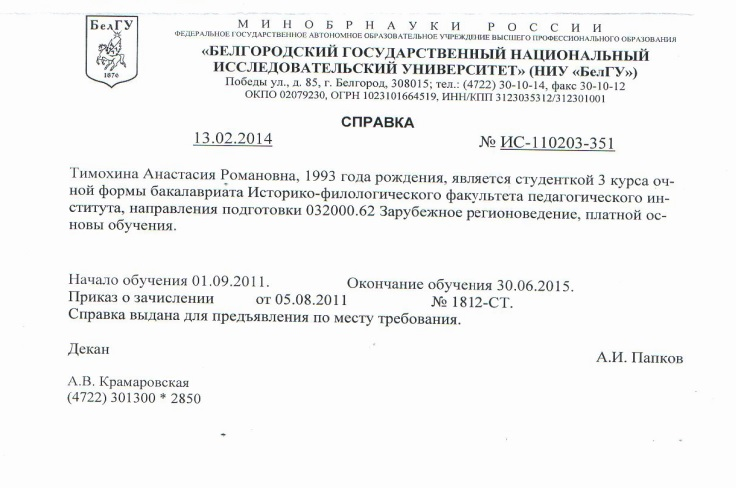 БелГУ
1876
МИНОБРНАУКИ РОССИИ
ФЕДЕРАЛЬНОЕ ГОСУДАРСТВЕННОЕ АВТОНОМНОЕ ОБРАЗОВАТЕЛЬНОЕ УЧРЕЖДЕНИЕ ВЫСШЕГО ПРОФЕССИОНАЛЬНОГО ОБРАЗОВАНИЯ
«БЕЛГОРОДСКИЙ ГОСУДАРСТВЕННЫЙ НАЦИОНАЛЬНЫЙ
ИССЛЕДОВАТЕЛЬСКИЙ УНИВЕРСИТЕТ» (НИУ «БелГУ»)
Победы ул., д. 85, г. Белгород, 308015; тел.: (4722) 30-10-14, факс 30-10-12
ОКПО 02079230, ОГРН 1023101664519, ИНН/КПП 3123035312/312301001
СПРАВКА
13.02.2014 № ИС-110203-351
Тимохина Анастасия Романовна, 1993 года рождения, является студенткой 3 курса оч-
ной формы бакалавриата Историко-филологического факультета педагогического ин-
ститута, направления подготовки 032000.62 Зарубежное регионоведение, платной ос-
новы обучения.
Начало обучения 01.09.2011. Окончание обучения 30.06.2015.
Приказ о зачислении от 05.08.2011 № 1812-СТ.
Справка выдана для предъявления по месту требования.
Декан А.И. Папков
А.В. Крамаровская
(4722) 301300 * 2850